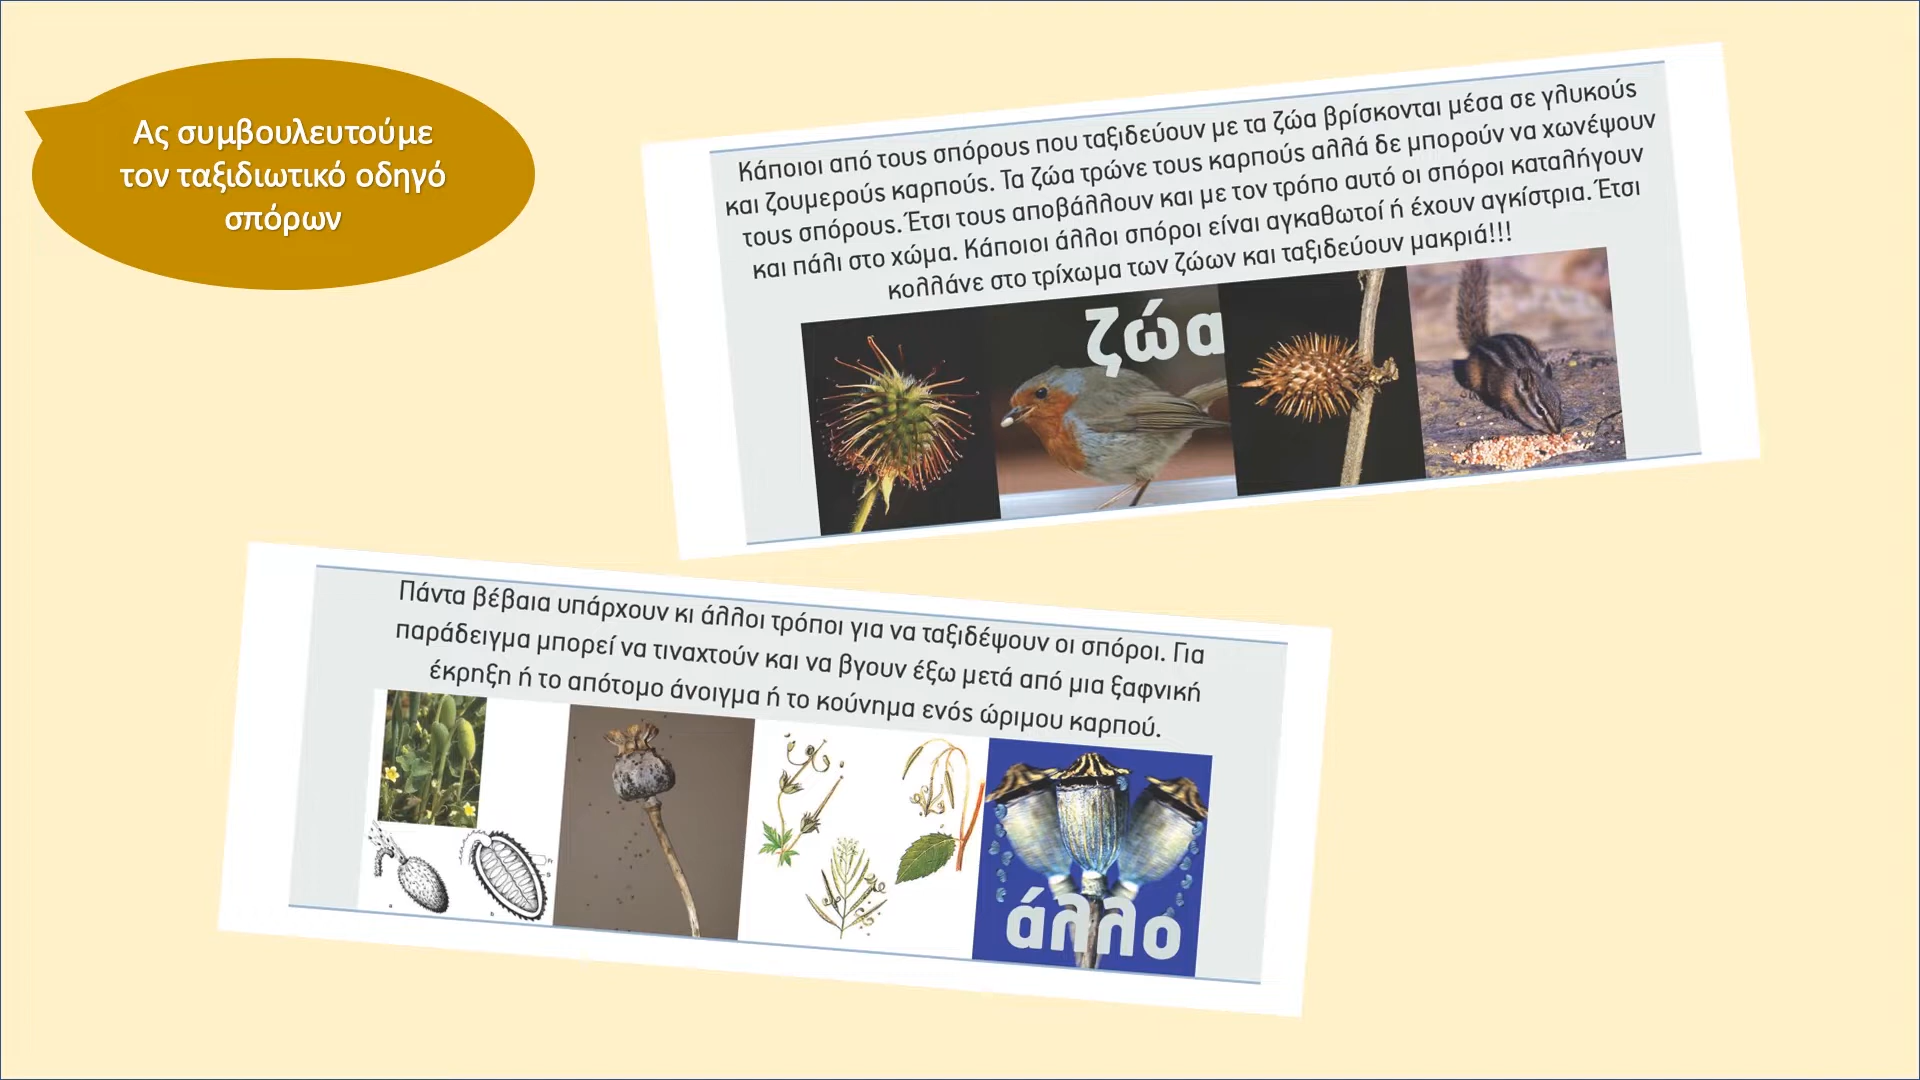 Ας συμβουλευτούμε
τον ταξιδιωτικό οδηγό
σπόρων
Κάποιοι από τους σπόρους που ταξιδεύουν με τα ζώα βρίσκονται μέσα σε γλυκούς
και ζουμερούς καρπούς. Τα ζώα τρώνε τους καρπούς αλλά δε μπορούν να χωνέψουν
τους σπόρους. Έτσι τους αποβάλλουν και με τον τρόπο αυτό οι σπόροι καταλήγουν
και πάλι στο χώμα. Κάποιοι άλλοι σπόροι είναι αγκαθωτοί ή έχουν αγκίστρια. Έτσι
κολλάνε στο τρίχωμα των ζώων και ταξιδεύουν μακριά!!!
ζώα
Πάντα βέβαια υπάρχουν κι άλλοι τρόποι για να ταξιδέψουν οι σπόροι. Για
παράδειγμα μπορεί να τιναχτούν και να βγουν έξω μετά από μια ξαφνική
έκρηξη ή το απότομο άνοιγμα ή το κούνημα ενός ώριμου καρπού.
άλλο